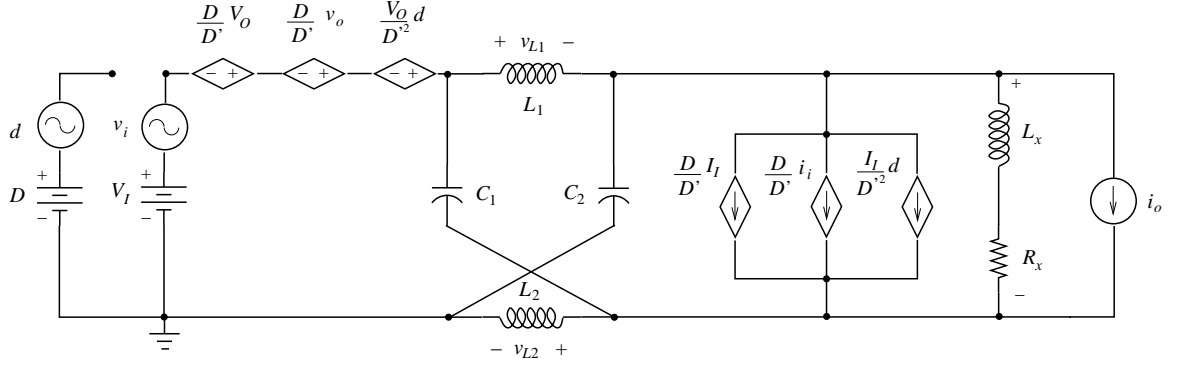 D/D' V_O
D/D' v_o
V_O/D'^2 d
+ v_L1 −
− +
− +
− +
L_1
d
v_i
+
D
−
+
V_I
−
C_1
C_2
D/D' I_I
D/D' i_i
I_I/D'^2 d
+
L_x
i_o
R_x
−
L_2
− v_L2 +